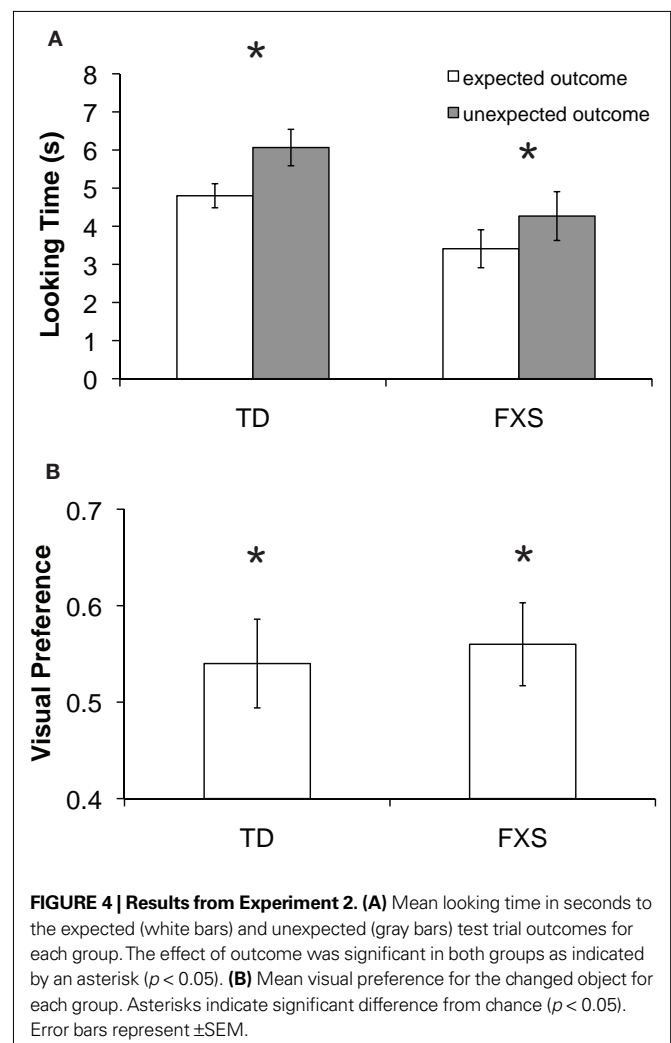 A
*
8
7
6
5
4
3
2
1
0
Looking Time (s)
expected outcome
unexpected outcome
*
TD FXS
B
0.7
0.6
0.5
0.4
Visual Preference
* *
TD FXS
FIGURE 4 | Results from Experiment 2. (A) Mean looking time in seconds to
the expected (white bars) and unexpected (gray bars) test trial outcomes for
each group. The effect of outcome was significant in both groups as indicated
by an asterisk (p < 0.05). (B) Mean visual preference for the changed object for
each group. Asterisks indicate significant difference from chance (p < 0.05).
Error bars represent ±SEM.